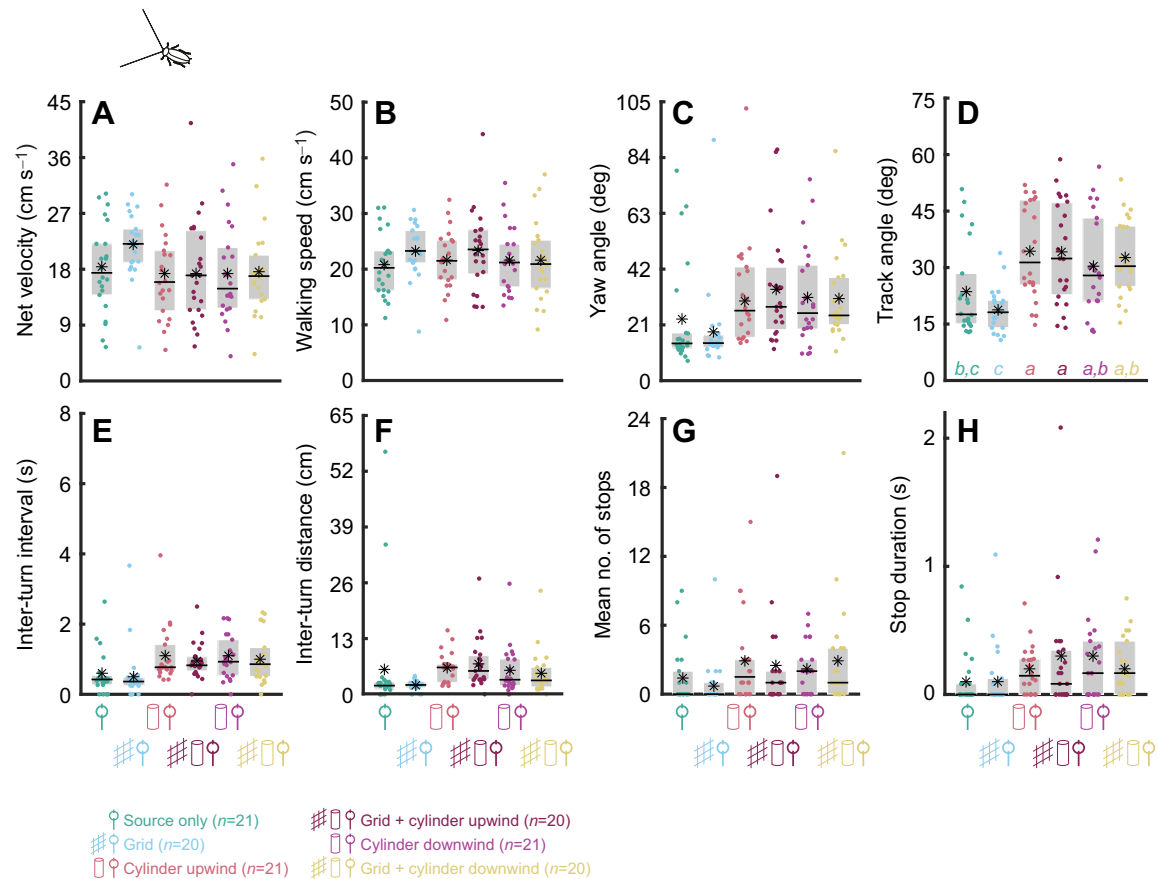 A
B
C
D
Net velocity (cm s⁻¹)
45
36
27
18
9
0
Walking speed (cm s⁻¹)
50
40
30
20
10
0
Yaw angle (deg)
105
84
63
42
21
0
Track angle (deg)
75
60
45
30
15
0
b,c c a a a,b a,b
E
F
G
H
Inter-turn interval (s)
8
6
4
2
0
Inter-turn distance (cm)
65
52
39
26
13
0
Mean no. of stops
24
18
12
6
0
Stop duration (s)
2
1
0
Source only (n=21)
Grid (n=20)
Cylinder upwind (n=21)
Grid + cylinder upwind (n=20)
Cylinder downwind (n=21)
Grid + cylinder downwind (n=20)